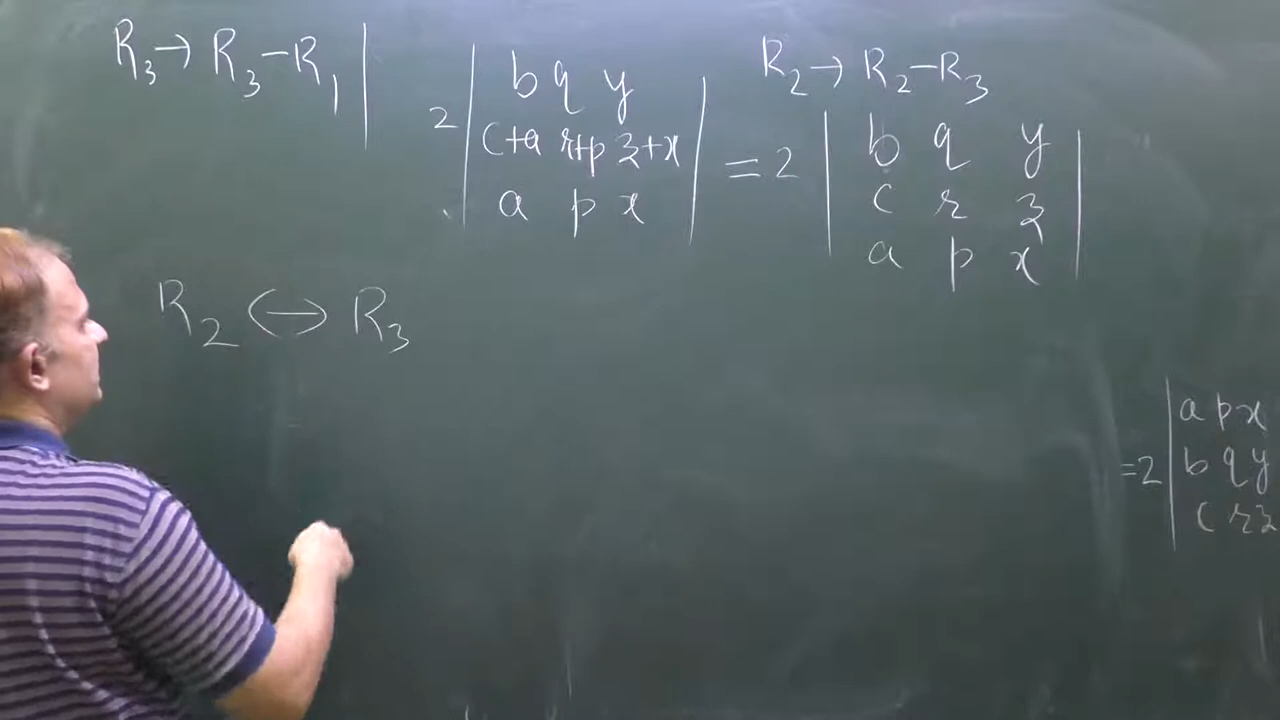 R₃ → R₃ − R₁
2 | b q y |
| c+a r+p z+x |
| a p x |
R₂ → R₂ − R₃
= 2 | b q y |
| c r z |
| a p x |
R₂ ↔ R₃
= 2 | a p x
| b q y
| c r z